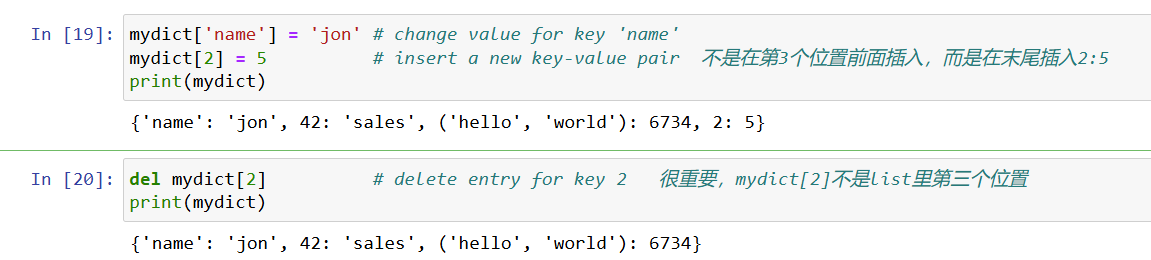 In [19]: mydict['name'] = 'jon' # change value for key 'name'
mydict[2] = 5 # insert a new key-value pair 不是在第3个位置前面插入，而是在末尾插入2:5
print(mydict)
{'name': 'jon', 42: 'sales', ('hello', 'world'): 6734, 2: 5}
In [20]: del mydict[2] # delete entry for key 2 很重要，mydict[2]不是list里第三个位置
print(mydict)
{'name': 'jon', 42: 'sales', ('hello', 'world'): 6734}